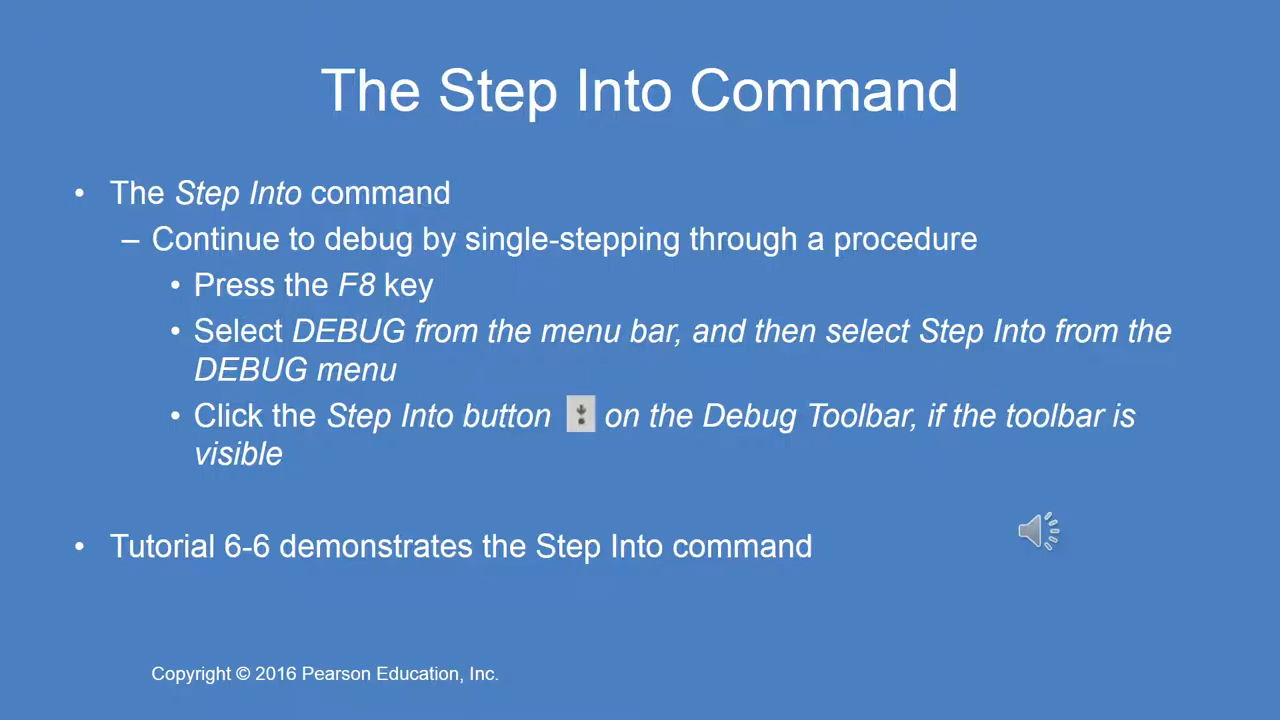 The Step Into Command
• The Step Into command
– Continue to debug by single-stepping through a procedure
• Press the F8 key
• Select DEBUG from the menu bar, and then select Step Into from the
DEBUG menu
• Click the Step Into button on the Debug Toolbar, if the toolbar is
visible
• Tutorial 6-6 demonstrates the Step Into command
Copyright © 2016 Pearson Education, Inc.